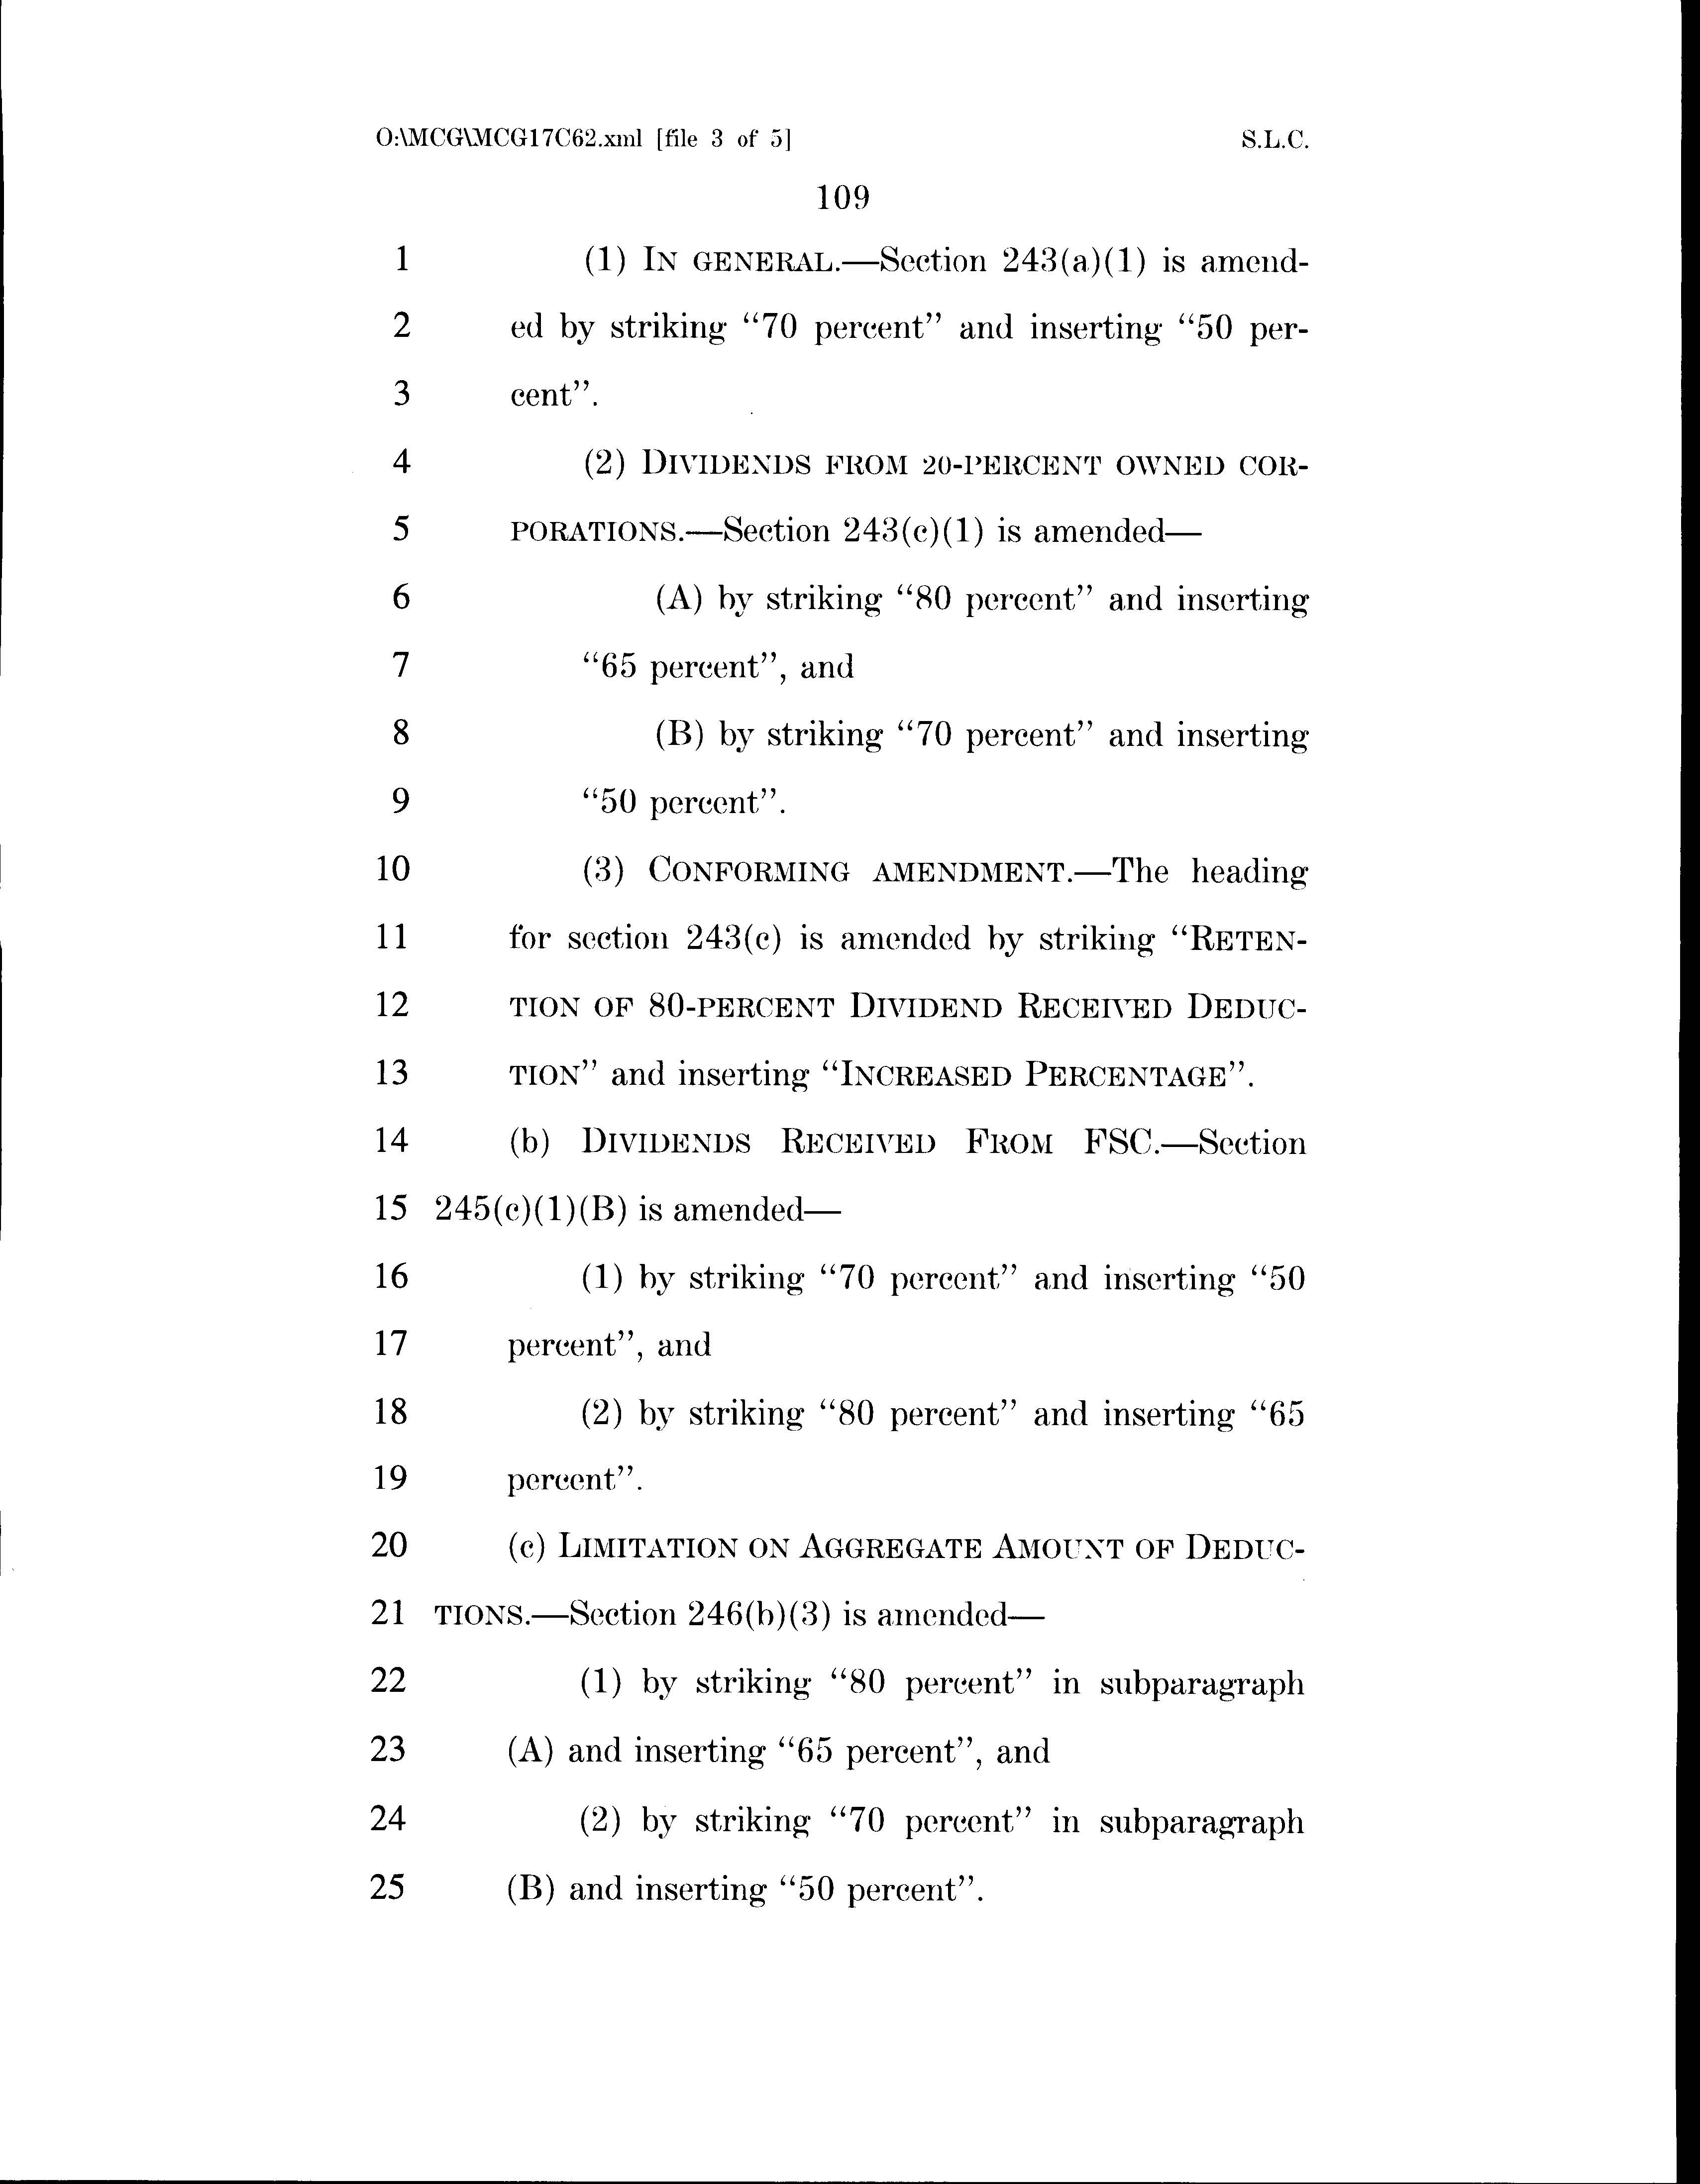 O:\MCG\MCG17C62.xml [file 3 of 5] S.L.C.
109
1 (1) IN GENERAL.—Section 243(a)(1) is amend-
2 ed by striking “70 percent” and inserting “50 per-
3 cent”.
4 (2) DIVIDENDS FROM 20-PERCENT OWNED COR-
5 PORATIONS.—Section 243(c)(1) is amended—
6 (A) by striking “80 percent” and inserting
7 “65 percent”, and
8 (B) by striking “70 percent” and inserting
9 “50 percent”.
10 (3) CONFORMING AMENDMENT.—The heading
11 for section 243(c) is amended by striking “RETEN-
12 TION OF 80-PERCENT DIVIDEND RECEIVED DEDUC-
13 TION” and inserting “INCREASED PERCENTAGE”.
14 (b) DIVIDENDS RECEIVED FROM FSC.—Section
15 245(c)(1)(B) is amended—
16 (1) by striking “70 percent” and inserting “50
17 percent”, and
18 (2) by striking “80 percent” and inserting “65
19 percent”.
20 (c) LIMITATION ON AGGREGATE AMOUNT OF DEDUC-
21 TIONS.—Section 246(b)(3) is amended—
22 (1) by striking “80 percent” in subparagraph
23 (A) and inserting “65 percent”, and
24 (2) by striking “70 percent” in subparagraph
25 (B) and inserting “50 percent”.